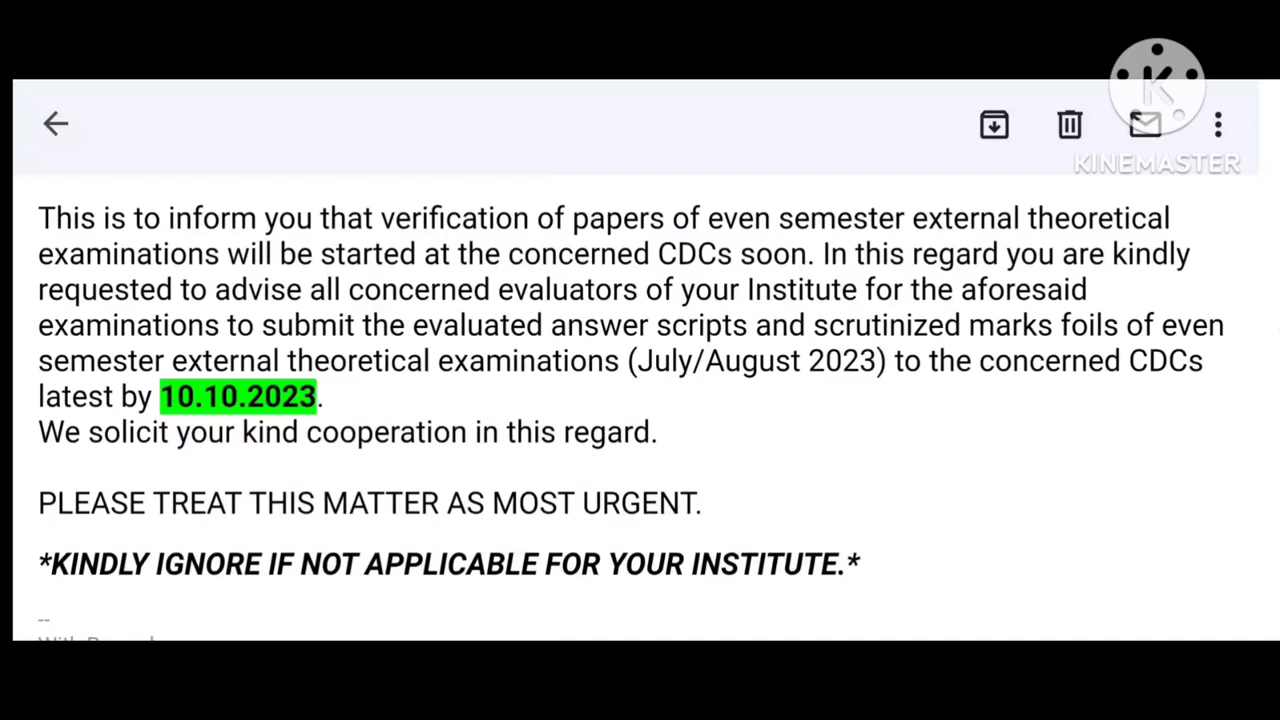 KINEMASTER
This is to inform you that verification of papers of even semester external theoretical
examinations will be started at the concerned CDCs soon. In this regard you are kindly
requested to advise all concerned evaluators of your Institute for the aforesaid
examinations to submit the evaluated answer scripts and scrutinized marks foils of even
semester external theoretical examinations (July/August 2023) to the concerned CDCs
latest by 10.10.2023.
We solicit your kind cooperation in this regard.
PLEASE TREAT THIS MATTER AS MOST URGENT.
*KINDLY IGNORE IF NOT APPLICABLE FOR YOUR INSTITUTE.*
--